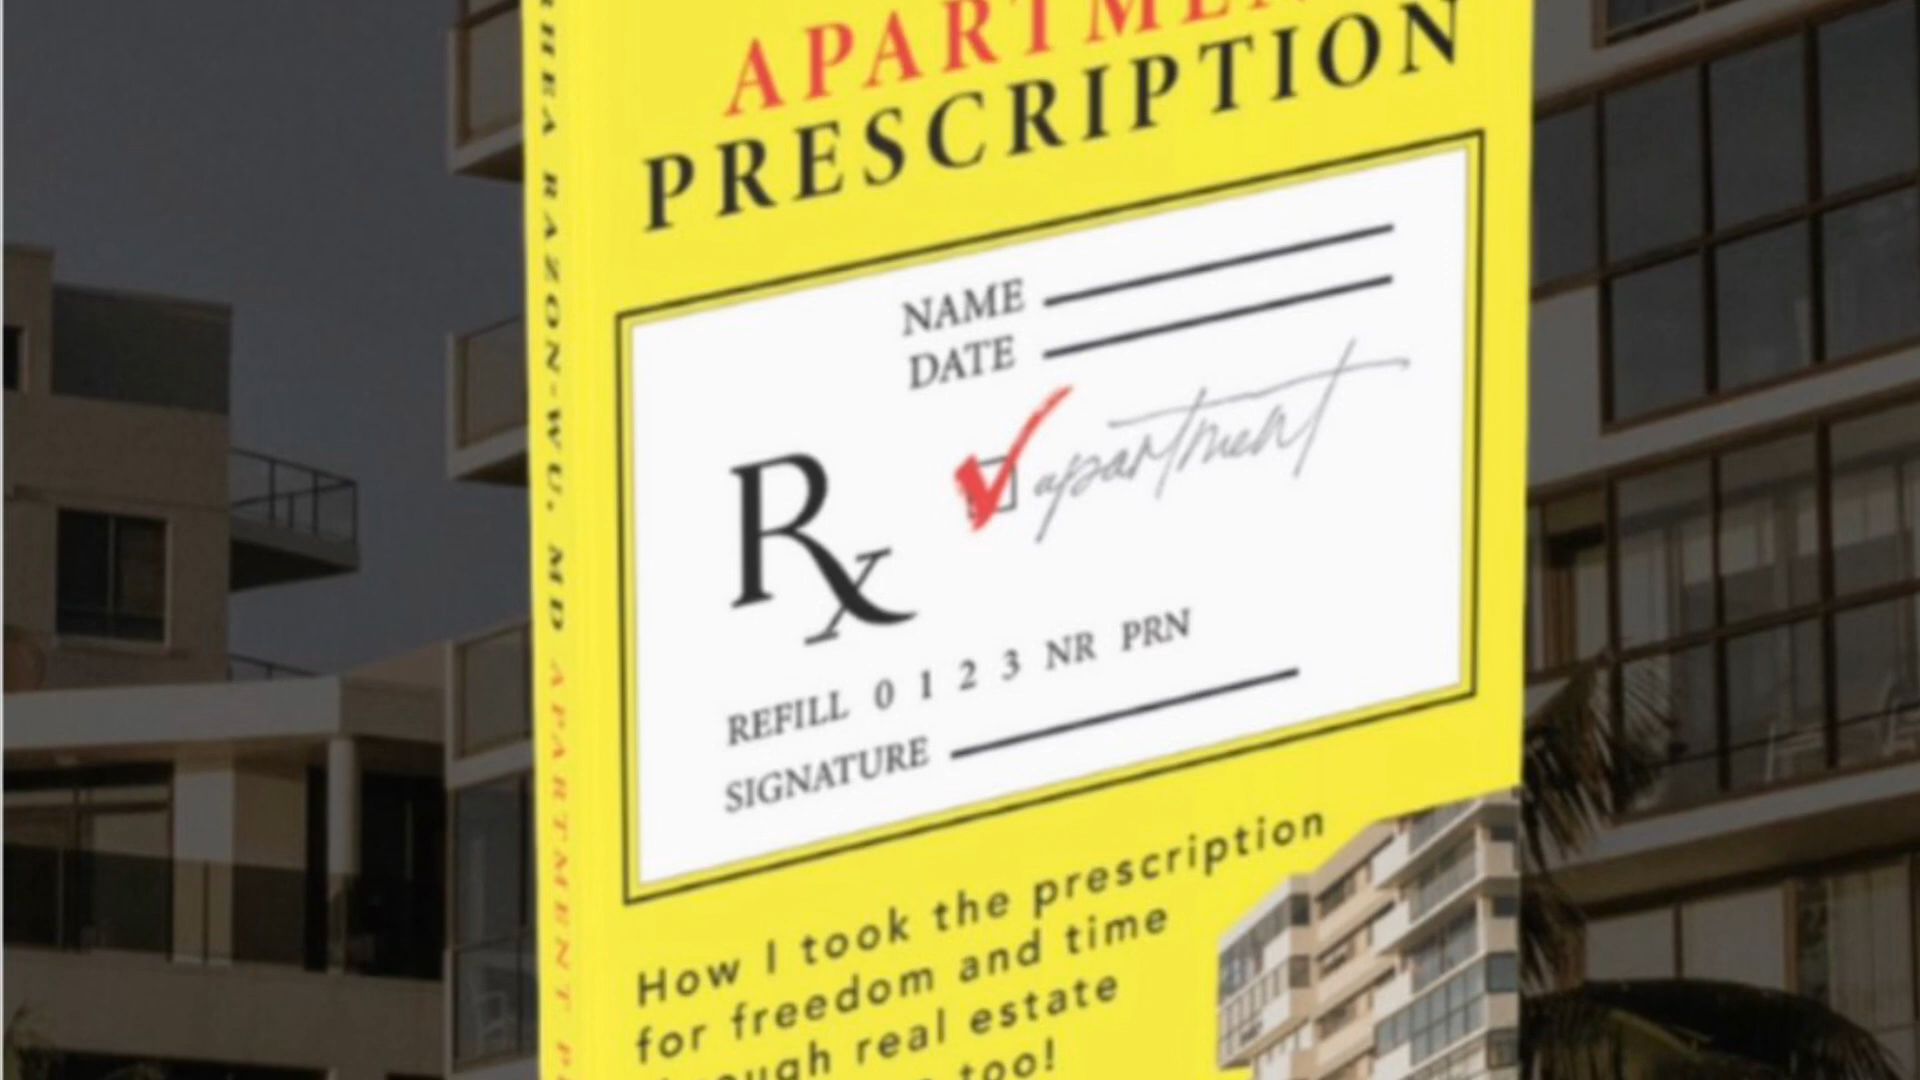 APARTMENT
PRESCRIPTION
NAME
DATE
Rx
apartment
REFILL 0 1 2 3 NR PRN
SIGNATURE
How I took the prescription
for freedom and time
through real estate
too!
RAZON-WU, MD APARTMENT